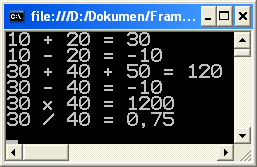 file:///D:/Dokumen/Fram...
10 + 20 = 30
10 - 20 = -10
30 + 40 + 50 = 120
30 - 40 = -10
30 x 40 = 1200
30 / 40 = 0,75